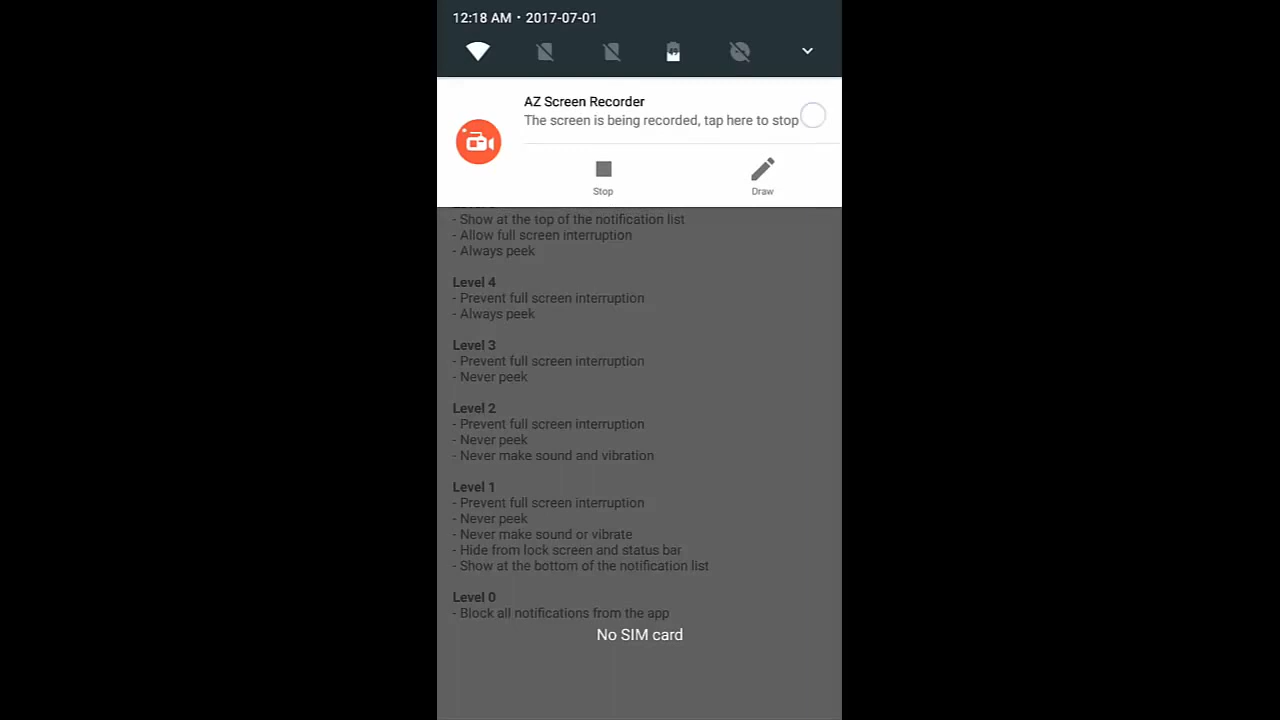 12:18 AM • 2017-07-01
AZ Screen Recorder
The screen is being recorded, tap here to stop
Stop
Draw
- Show at the top of the notification list
- Allow full screen interruption
- Always peek
Level 4
- Prevent full screen interruption
- Always peek
Level 3
- Prevent full screen interruption
- Never peek
Level 2
- Prevent full screen interruption
- Never peek
- Never make sound and vibration
Level 1
- Prevent full screen interruption
- Never peek
- Never make sound or vibrate
- Hide from lock screen and status bar
- Show at the bottom of the notification list
Level 0
- Block all notifications from the app
No SIM card